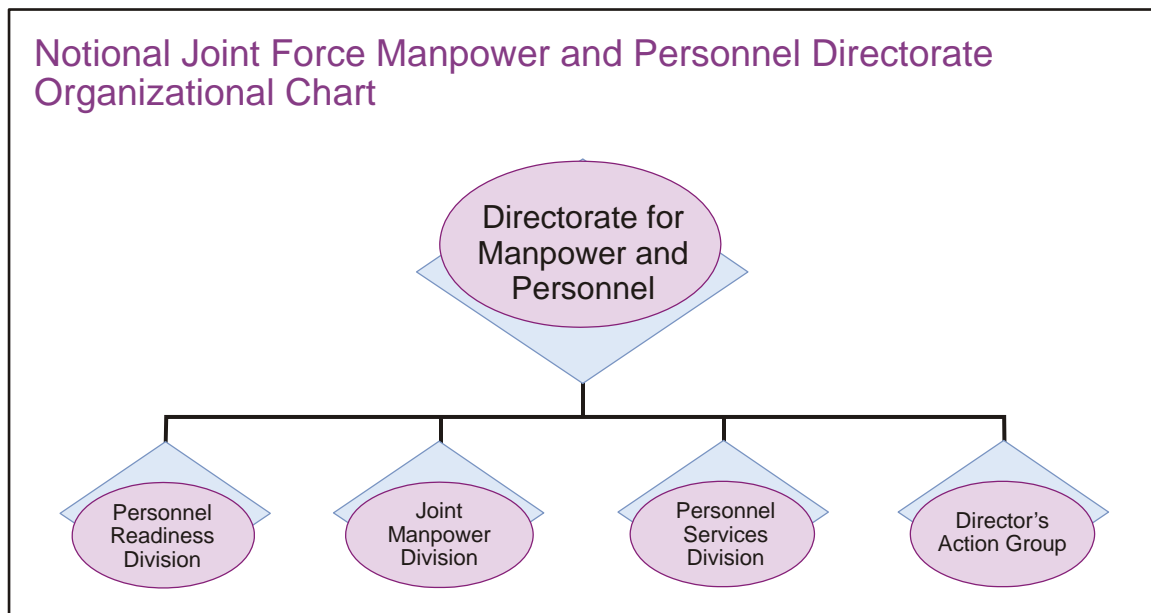 Notional Joint Force Manpower and Personnel Directorate
Organizational Chart
Directorate for
Manpower and
Personnel
Personnel
Readiness
Division
Joint
Manpower
Division
Personnel
Services
Division
Director’s
Action Group